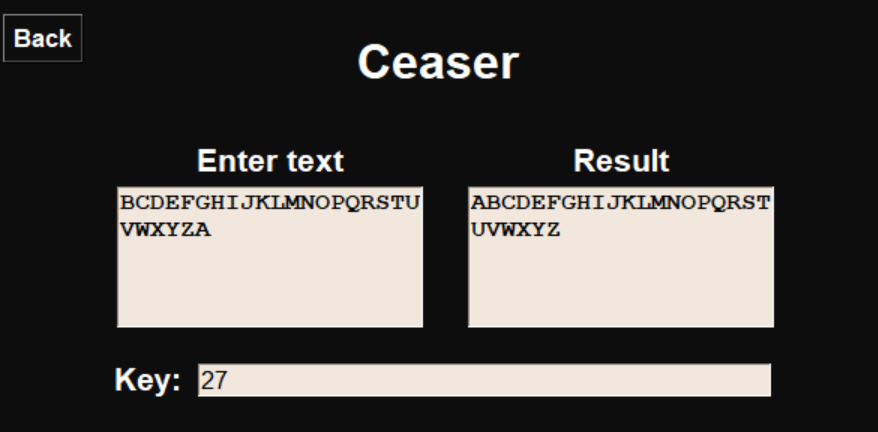 Back
Ceaser
Enter text
BCDEFGHIJKLMNOPQRSTU
VWXYZA
Result
ABCDEFGHIJKLMNOPQRST
UVWXYZ
Key: 27